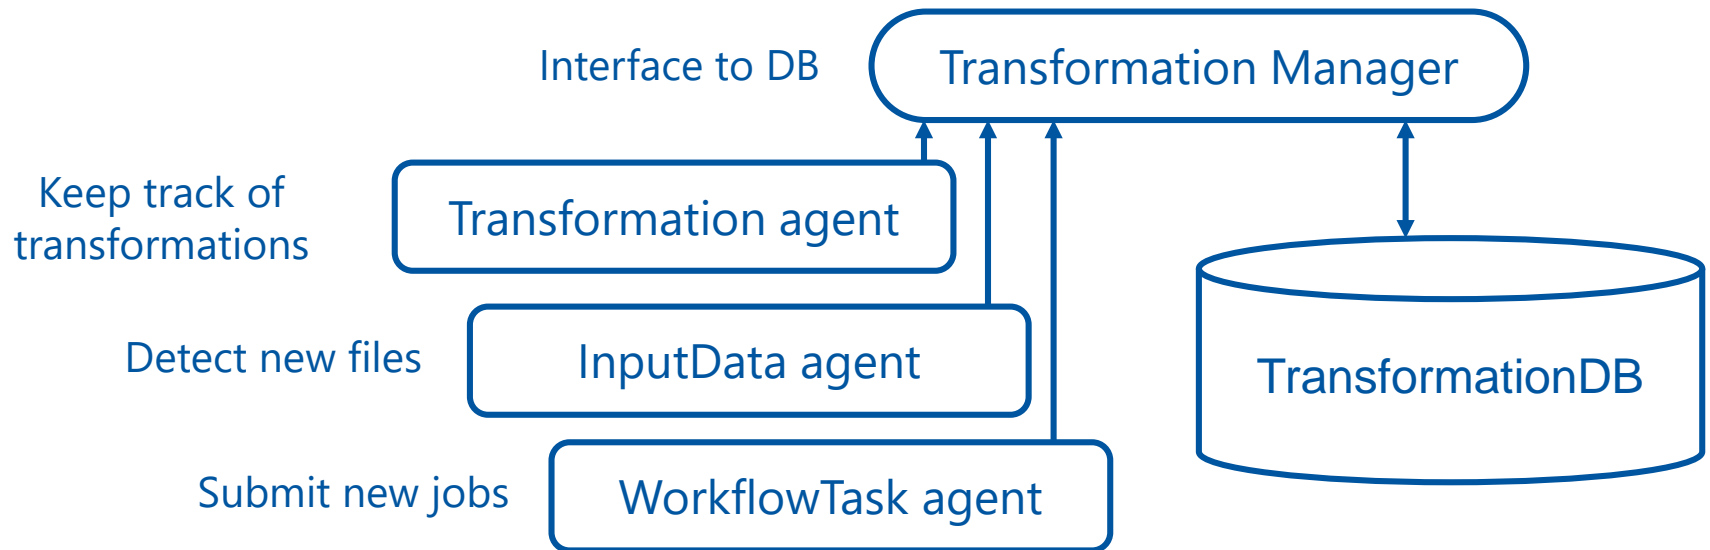 Interface to DB
Transformation Manager
Keep track of
transformations
Transformation agent
Detect new files
InputData agent
TransformationDB
Submit new jobs
WorkflowTask agent